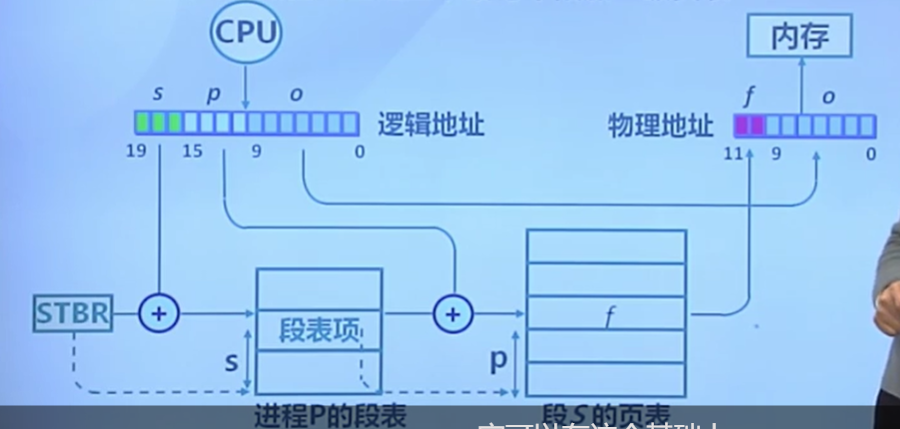 CPU
内存
s p o
f o
逻辑地址
物理地址
19 15 9 0
11 9 0
STBR
+
段表项
+
f
s
p
进程P的段表
段S的页表